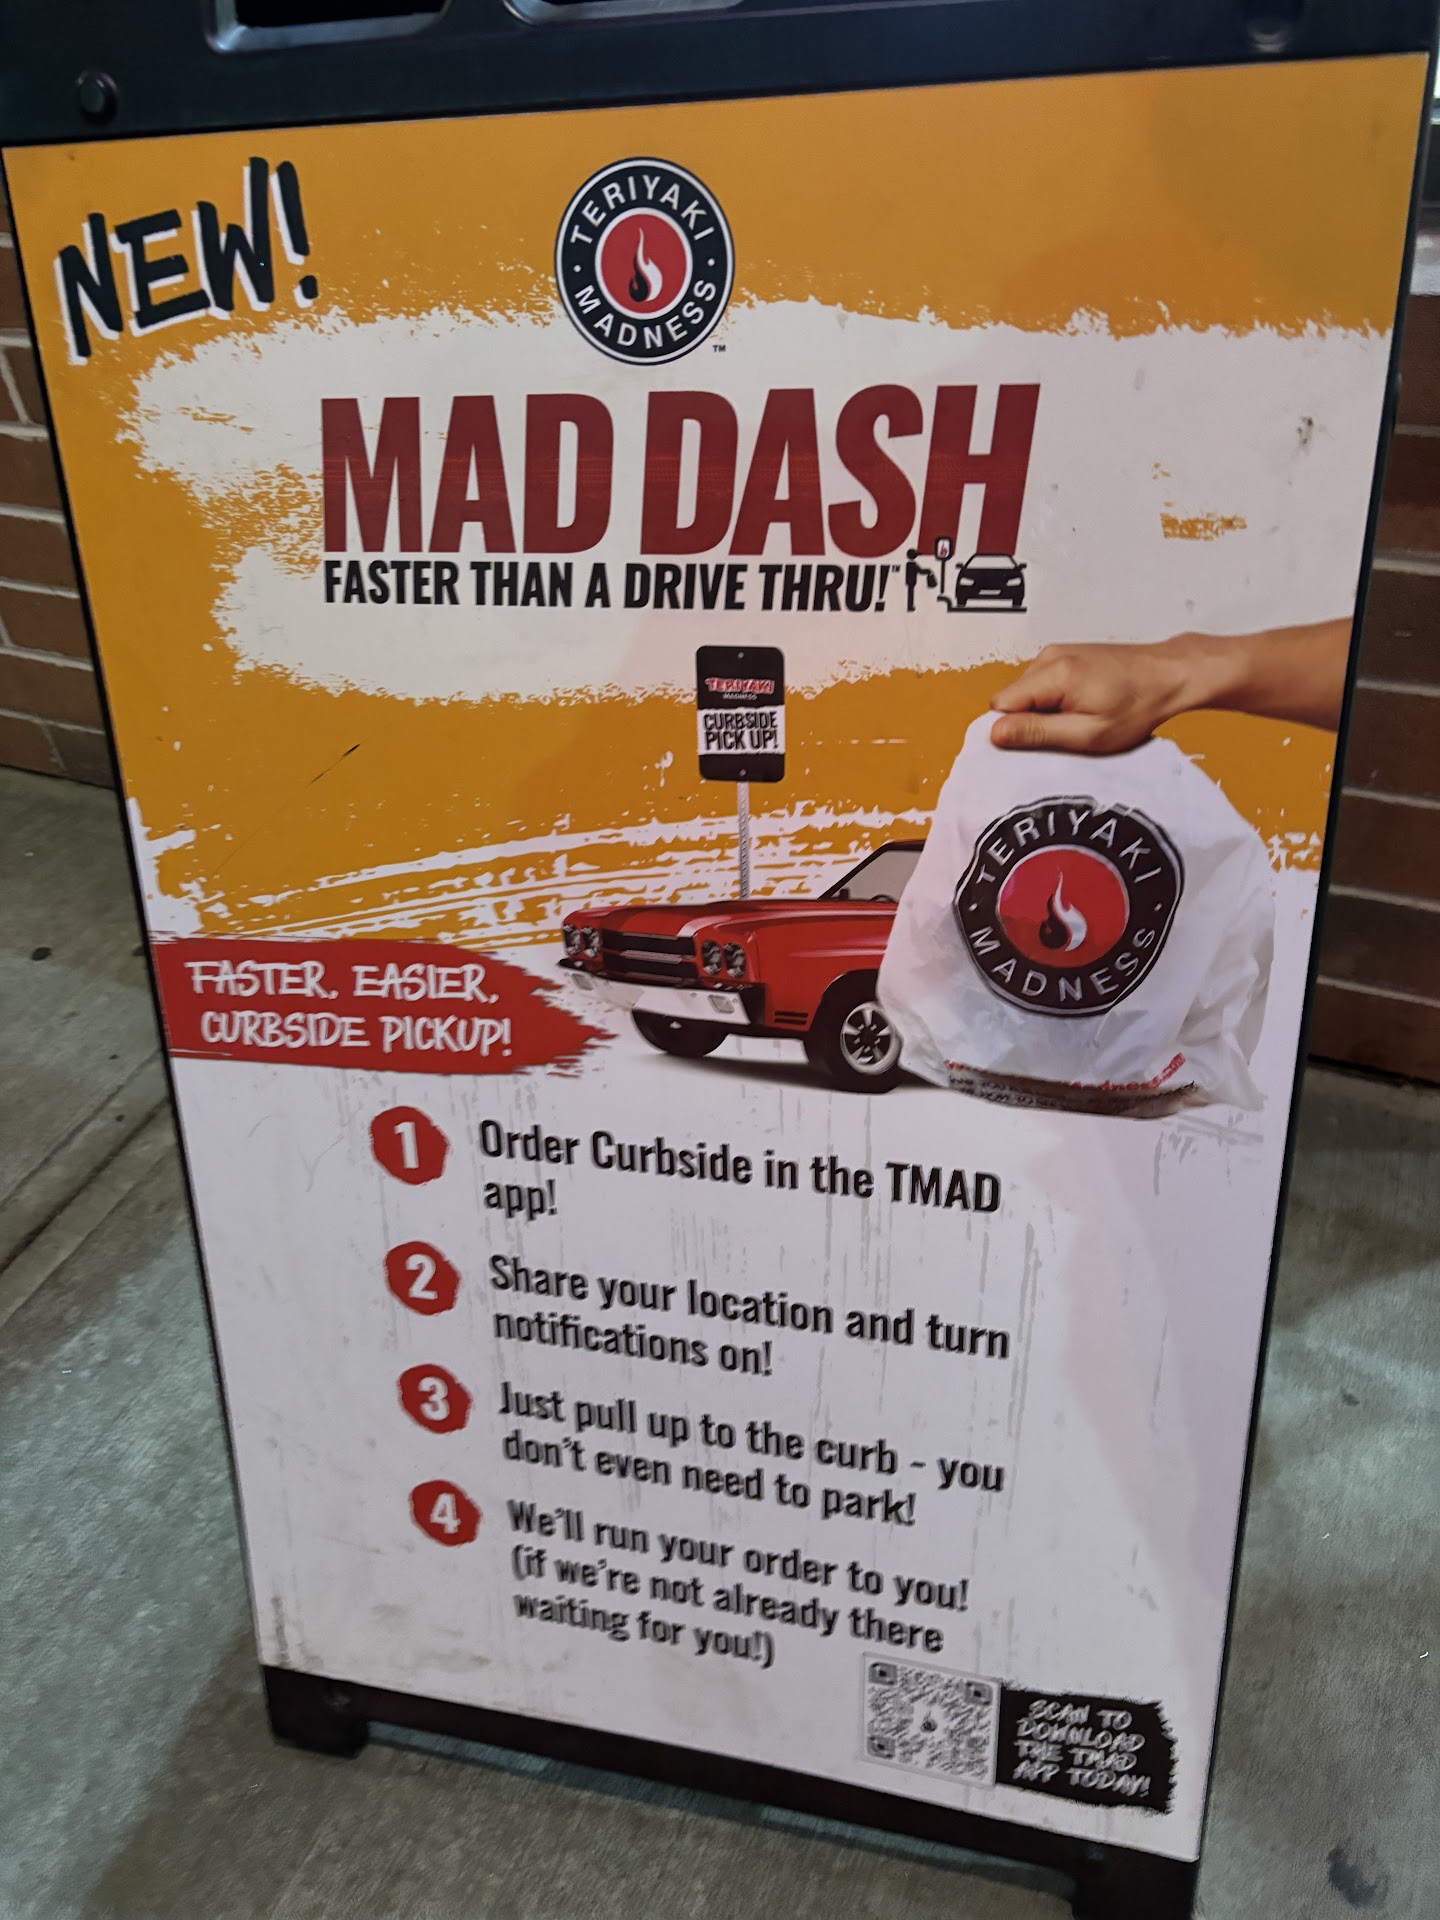 NEW!
TERIYAKI
MADNESS
TM
MAD DASH
FASTER THAN A DRIVE THRU!™
TERIYAKI
MADNESS
CURBSIDE
PICK UP!
TERIYAKI
MADNESS
FASTER, EASIER,
CURBSIDE PICKUP!
1 Order Curbside in the TMAD
app!
2 Share your location and turn
notifications on!
3 Just pull up to the curb - you
don't even need to park!
4 We'll run your order to you!
(if we're not already there
waiting for you!)
SCAN TO
DOWNLOAD
THE TMAD
APP TODAY!